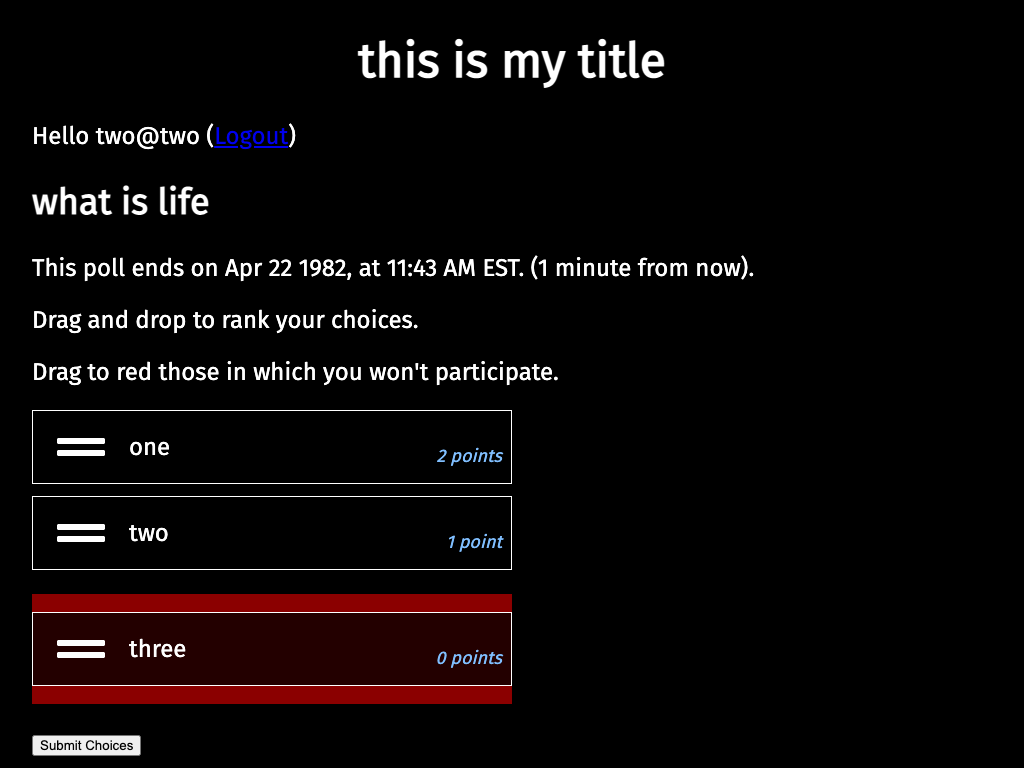 this is my title
Hello two@two (Logout)
what is life
This poll ends on Apr 22 1982, at 11:43 AM EST. (1 minute from now).
Drag and drop to rank your choices.
Drag to red those in which you won't participate.
one
2 points
two
1 point
three
0 points
Submit Choices